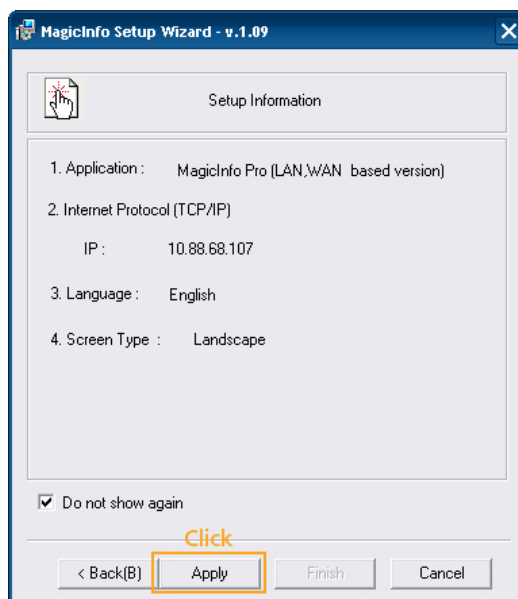 MagicInfo Setup Wizard - v.1.09
Setup Information
1. Application : MagicInfo Pro (LAN,WAN based version)
2. Internet Protocol (TCP/IP)
IP : 10.88.68.107
3. Language : English
4. Screen Type : Landscape
Do not show again
Click
< Back(B) Apply Finish Cancel